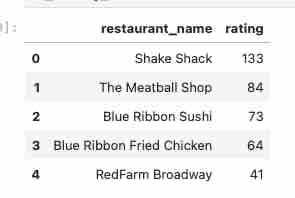 ]:
restaurant_name rating
0 Shake Shack 133
1 The Meatball Shop 84
2 Blue Ribbon Sushi 73
3 Blue Ribbon Fried Chicken 64
4 RedFarm Broadway 41